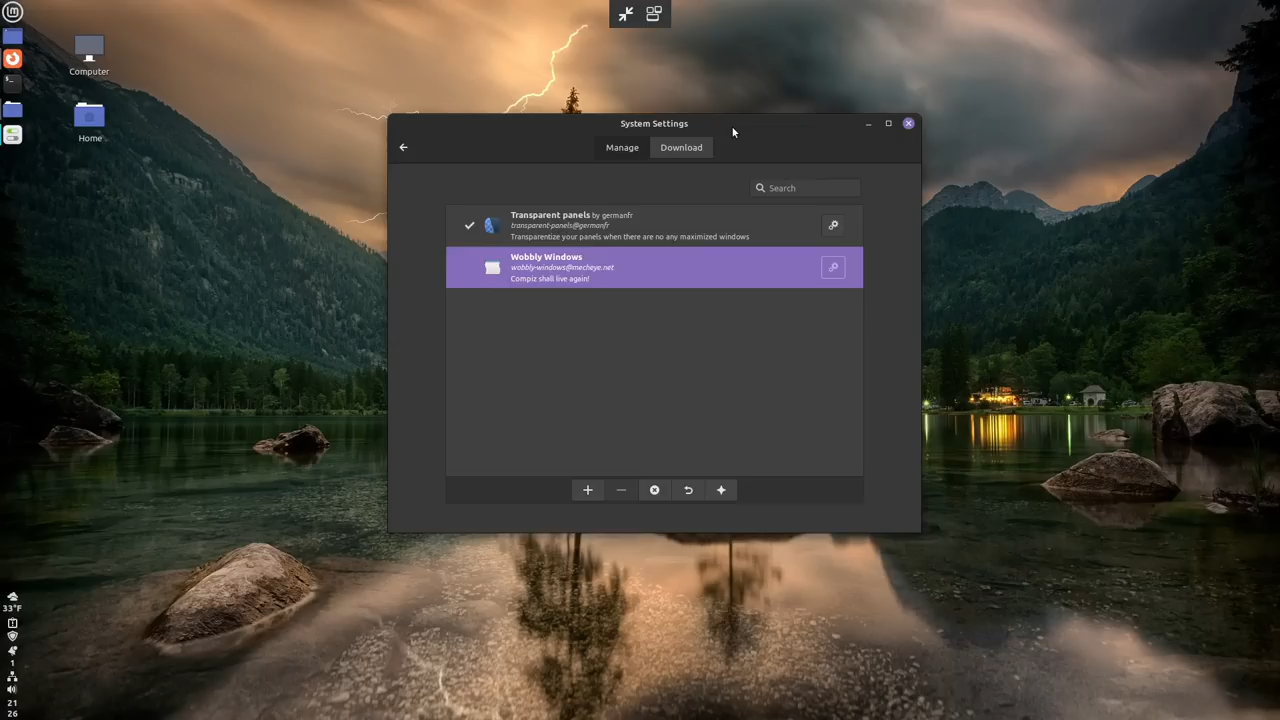 Computer
Home
System Settings
Manage
Download
Search
Transparent panels by germanfr
transparent-panels@germanfr
Transparentize your panels when there are no any maximized windows
Wobbly Windows
wobbly-windows@mecheye.net
Compiz shall live again!
33°F
1
21
26